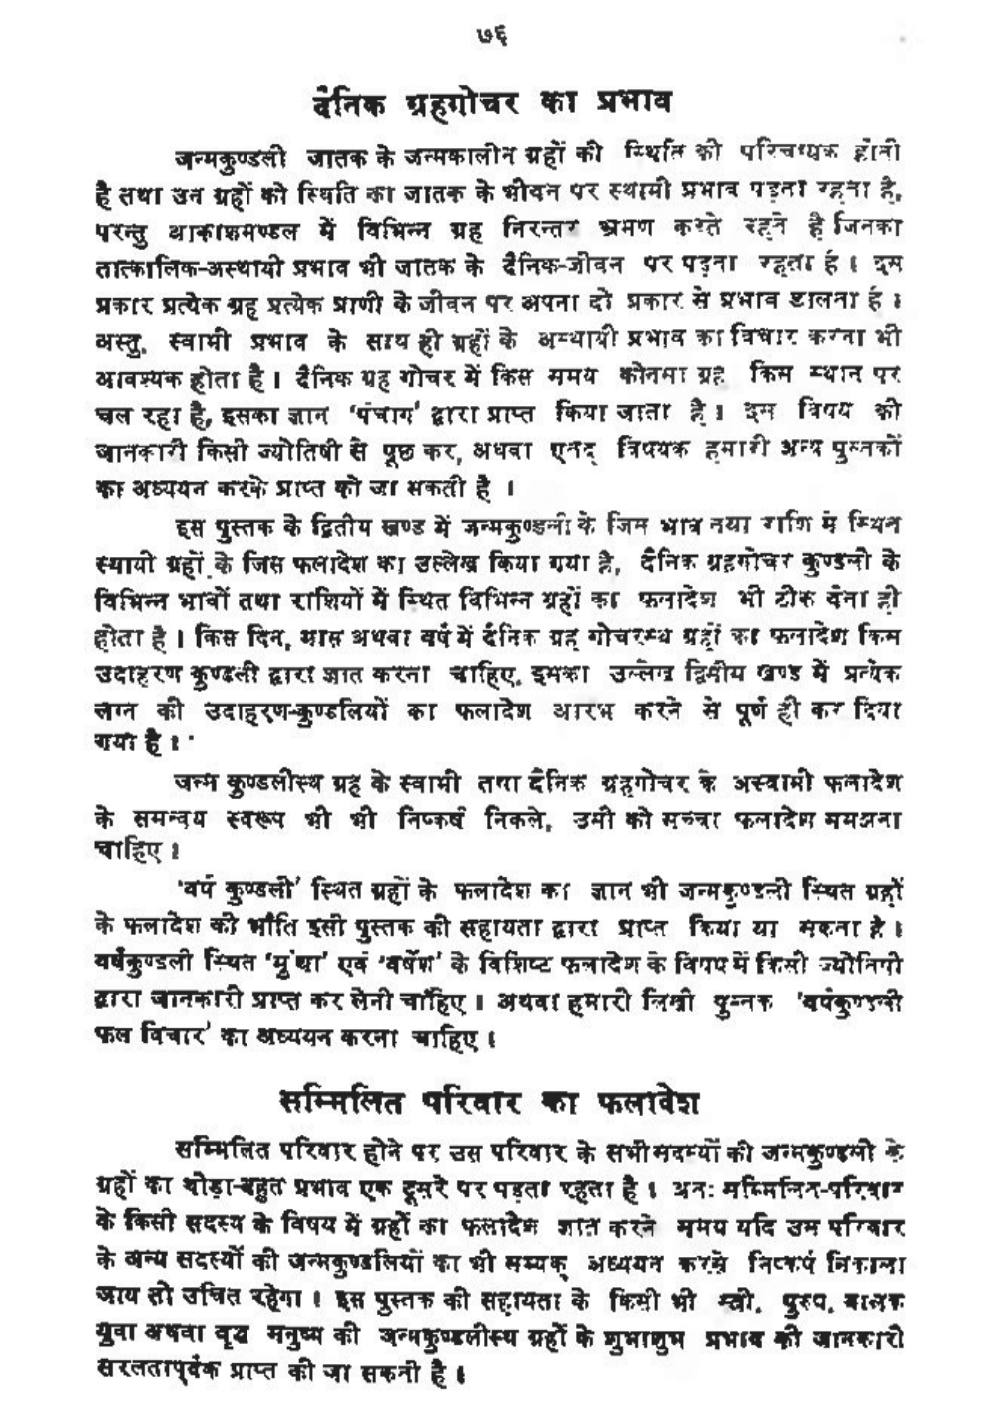 ७६
दैनिक ग्रहगोचर का प्रभाव
जन्मकुण्डली जातक के जन्मकालीन ग्रहों की स्थिति की परिचायक होती
है तथा उन ग्रहों की स्थिति का जातक के जीवन पर स्थायी प्रभाव पड़ता रहता है,
परन्तु आकाशमण्डल में विभिन्न ग्रह निरन्तर भ्रमण करते रहते है जिनका
तात्कालिक-अस्थायी प्रभाव भी जातक के दैनिक-जीवन पर पड़ता रहता है । इस
प्रकार प्रत्येक ग्रह प्रत्येक प्राणी के जीवन पर अपना दो प्रकार से प्रभाव डालता है ।
अस्तु, स्वामी प्रभाव के साथ ही ग्रहों के अस्थायी प्रभाव का विचार करना भी
आवश्यक होता है । दैनिक ग्रह गोचर में किस समय कौनसा ग्रह किस स्थान पर
चल रहा है, इसका ज्ञान 'पंचाग' द्वारा प्राप्त किया जाता है । इस विषय की
जानकारी किसी ज्योतिषी से पूछ कर, अथवा एतद् विषयक हमारी अन्य पुस्तकों
का अध्ययन करके प्राप्त की जा सकती है ।
इस पुस्तक के द्वितीय खण्ड में जन्मकुण्डली के जिस भाव तथा राशि में स्थित
स्थायी ग्रहों के जिस फलादेश का उल्लेख किया गया है, दैनिक ग्रहगोचर कुण्डली के
विभिन्न भावों तथा राशियों में स्थित विभिन्न ग्रहों का फलादेश भी ठीक वैसा ही
होता है । किस दिन, मास अथवा वर्ष में दैनिक ग्रह गोचरस्थ ग्रहों का फलादेश किस
उदाहरण कुण्डली द्वारा ज्ञात करना चाहिए, इसका उल्लेख द्वितीय खण्ड में प्रत्येक
लग्न की उदाहरण-कुण्डलियों का फलादेश आरंभ करने से पूर्ण ही कर दिया
गया है ।
जन्म कुण्डलीस्थ ग्रह के स्वामी तथा दैनिक ग्रहगोचर के अस्वामी फलादेश
के समन्वय स्वरूप भी भी निष्कर्ष निकले, उसी को सच्चा फलादेश समझना
चाहिए ।
'वर्ष कुण्डली' स्थित ग्रहों के फलादेश का ज्ञान भी जन्मकुण्डली स्थित ग्रहों
के फलादेश की भाँति इसी पुस्तक की सहायता द्वारा प्राप्त किया या सकता है ।
वर्षकुण्डली स्थित 'मुंथा' एवं 'वर्षेश' के विशिष्ट फलादेश के विषय में किसी ज्योतिषी
द्वारा जानकारी प्राप्त कर लेनी चाहिए । अथवा हमारी लिखी पुस्तक 'वर्षकुण्डली
फल विचार' का अध्ययन करना चाहिए ।
सम्मिलित परिवार का फलादेश
सम्मिलित परिवार होने पर उस परिवार के सभी सदस्यों की जन्मकुण्डली के
ग्रहों का थोड़ा-बहुत प्रभाव एक दूसरे पर पड़ता रहता है । अतः सम्मिलित-परिवार
के किसी सदस्य के विषय में ग्रहों का फलादेश ज्ञात करते समय यदि उस परिवार
के अन्य सदस्यों की जन्मकुण्डलियों का भी सम्यक् अध्ययन करके निष्कर्ष निकाला
जाय तो उचित रहेगा । इस पुस्तक की सहायता के किसी भी स्त्री, पुरुष, बालक
युवा अथवा वृद्ध मनुष्य की जन्मकुण्डलीस्थ ग्रहों के शुभाशुभ प्रभाव की जानकारी
सरलतापूर्वक प्राप्त की जा सकती है ।